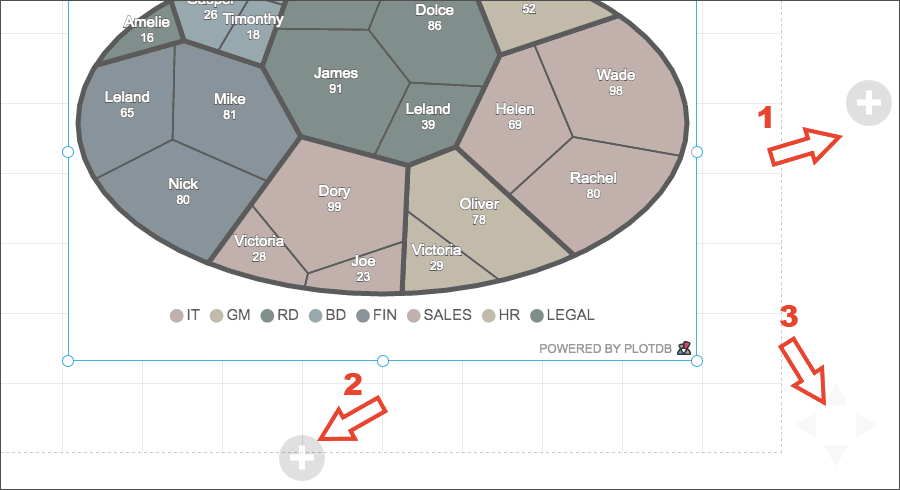 Gasper
26
Timonthy
18
Amelie
16
Dolce
86
52
James
91
Wade
98
Leland
65
Mike
81
Leland
39
Helen
69
1
Nick
80
Dory
99
Oliver
78
Rachel
80
Victoria
28
Joe
23
Victoria
29
IT GM RD BD FIN SALES HR LEGAL
POWERED BY PLOTDB
3
2